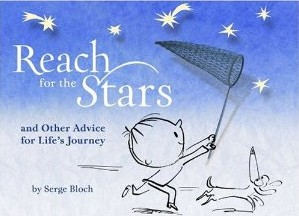 Reach
for the
Stars
and Other Advice
for Life's Journey
by Serge Bloch